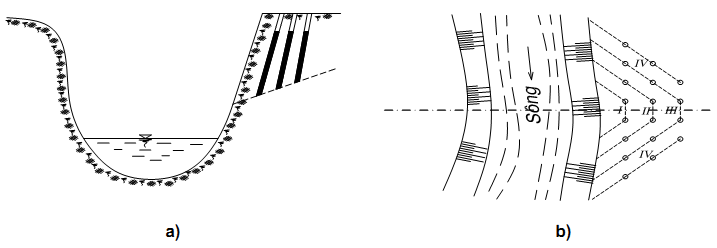 IV
Sông
I II III
IV
a) b)